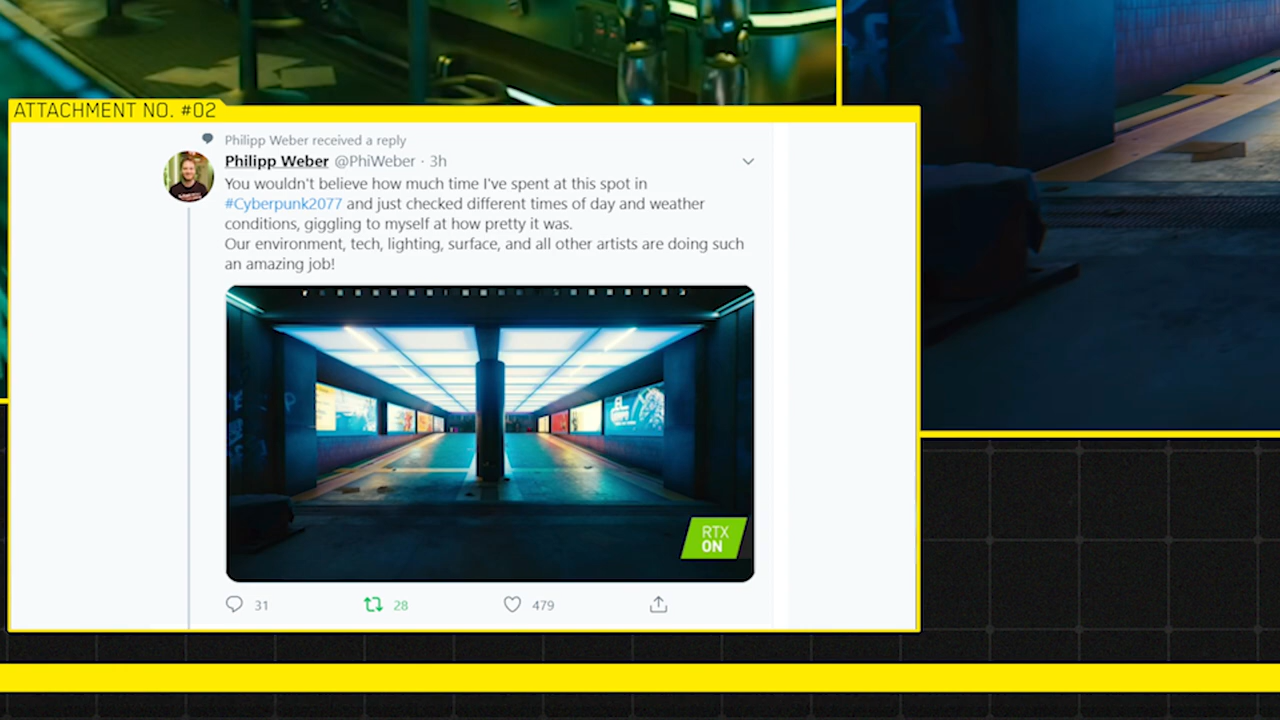 ATTACHMENT NO. #02
Philipp Weber received a reply
Philipp Weber @PhiWeber · 3h
You wouldn't believe how much time I've spent at this spot in
#Cyberpunk2077 and just checked different times of day and weather
conditions, giggling to myself at how pretty it was.
Our environment, tech, lighting, surface, and all other artists are doing such
an amazing job!
RTX
ON
31
28
479